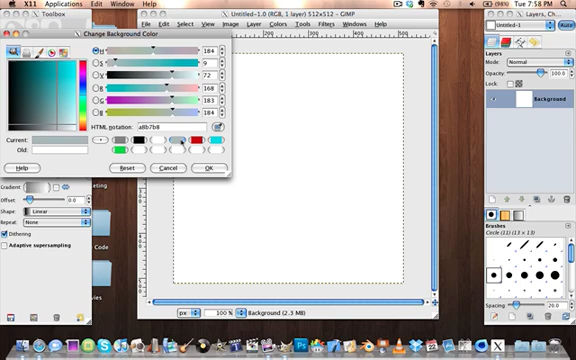 X11 Applications Edit Window Help
(98%) Tue 7:58 PM
Toolbox
Change Background Color
H 184
S 9
V 72
R 168
G 183
B 184
HTML notation: a8b7b8
Current:
Old:
Help Reset Cancel OK
Gradient
Offset: 0.0
Shape: Linear
Repeat: None
Dithering
Adaptive supersampling
Code
Untitled-1.0 (RGB, 1 layer) 512x512 – GIMP
File Edit Select View Image Layer Colors Tools Filters Windows
px 100 % Background (2.3 MB)
Layers, Ch...
Untitled-1 Auto
Mode: Normal
Opacity: 100.0
Lock:
Background
Brushes
Circle (11) (13 x 13)
Spacing: 20.0